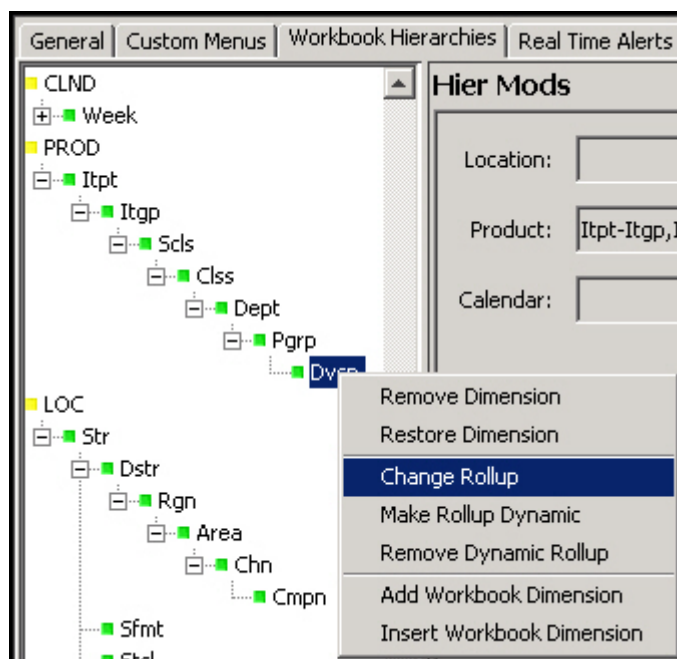 General Custom Menus Workbook Hierarchies Real Time Alerts
CLND
Week
PROD
Itpt
Itgp
Scls
Clss
Dept
Pgrp
LOC
Str
Dstr
Rgn
Area
Chn
Cmpn
Sfmt
Hier Mods
Location:
Product: Itpt-Itgp,
Calendar:
Remove Dimension
Restore Dimension
Change Rollup
Make Rollup Dynamic
Remove Dynamic Rollup
Add Workbook Dimension
Insert Workbook Dimension